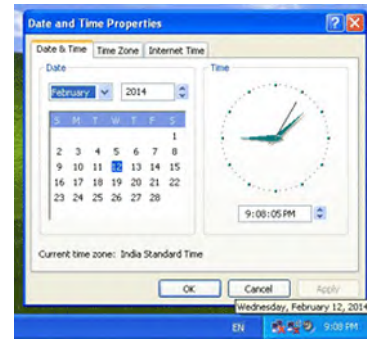 Date and Time Properties
Date & Time Time Zone Internet Time
Date
Time
February 2014
S M T W T F S
1
2 3 4 5 6 7 8
9 10 11 12 13 14 15
16 17 18 19 20 21 22
23 24 25 26 27 28
9:08:05 PM
Current time zone: India Standard Time
OK Cancel Apply
Wednesday, February 12, 2014
EN 9:08 PM